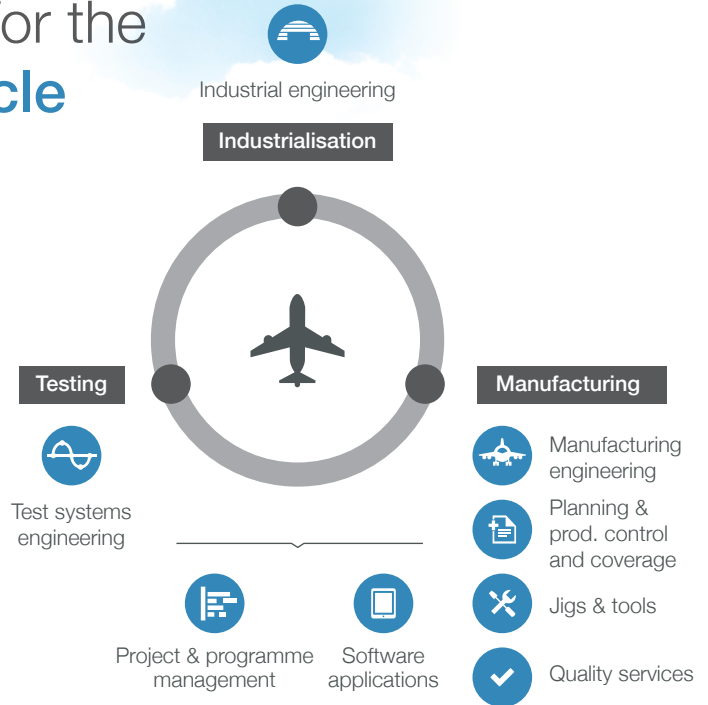 for the
cle
Industrial engineering
Industrialisation
Testing
Test systems
engineering
Manufacturing
Manufacturing
engineering
Planning &
prod. control
and coverage
Jigs & tools
Quality services
Project & programme
management
Software
applications